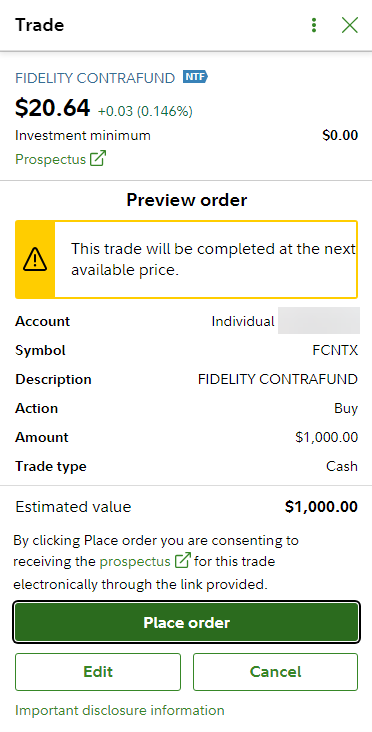 Trade
FIDELITY CONTRAFUND NTF
$20.64 +0.03 (0.146%)
Investment minimum $0.00
Prospectus
Preview order
This trade will be completed at the next
available price.
Account Individual
Symbol FCNTX
Description FIDELITY CONTRAFUND
Action Buy
Amount $1,000.00
Trade type Cash
Estimated value $1,000.00
By clicking Place order you are consenting to
receiving the prospectus for this trade
electronically through the link provided.
Place order
Edit Cancel
Important disclosure information